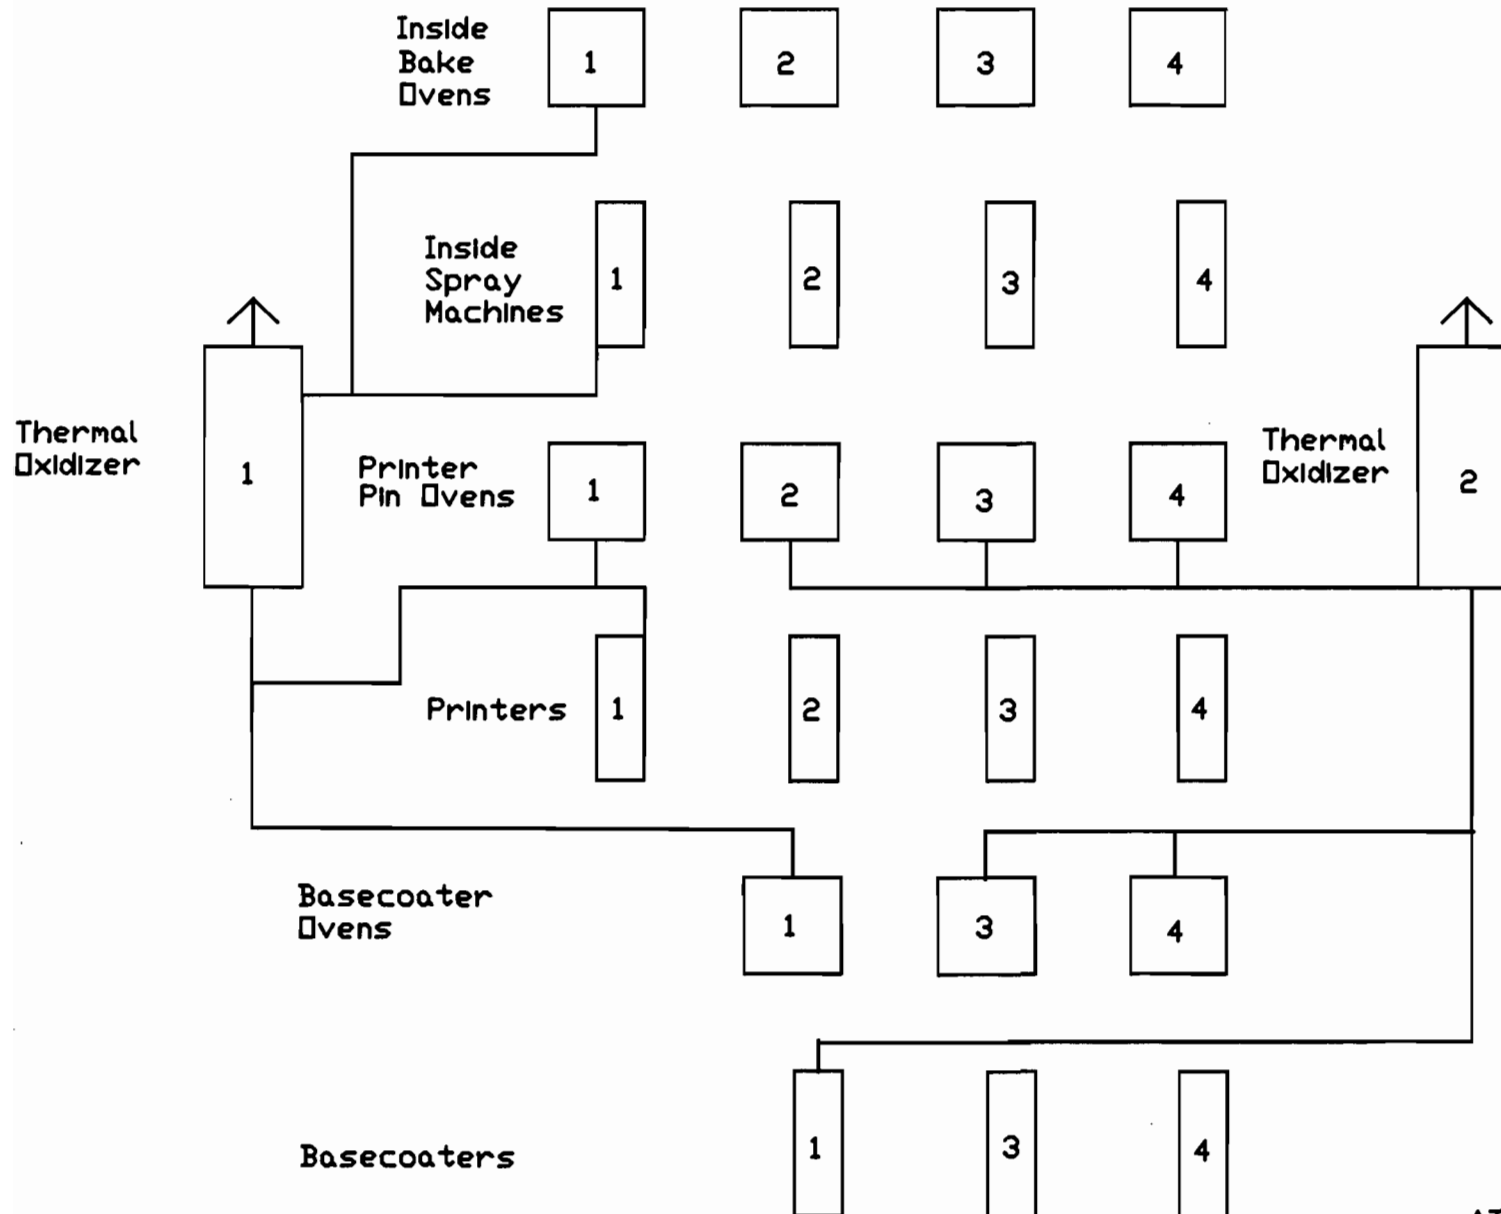 Inside
Bake
Ovens
1 2 3 4
Inside
Spray
Machines
1 2 3 4
Thermal
Oxidizer
1
Printer
Pin Ovens
1 2 3 4
Thermal
Oxidizer
2
Printers
1 2 3 4
Basecoater
Ovens
1 3 4
Basecoaters
1 3 4